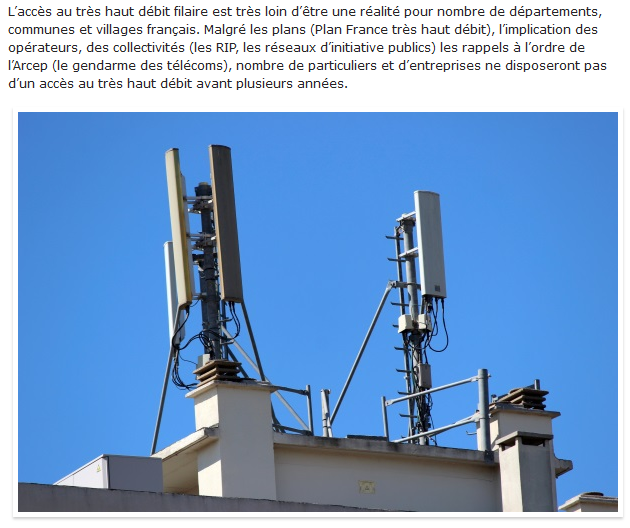 L’accès au très haut débit filaire est très loin d’être une réalité pour nombre de départements,
communes et villages français. Malgré les plans (Plan France très haut débit), l’implication des
opérateurs, des collectivités (les RIP, les réseaux d’initiative publics) les rappels à l’ordre de
l’Arcep (le gendarme des télécoms), nombre de particuliers et d’entreprises ne disposeront pas
d’un accès au très haut débit avant plusieurs années.